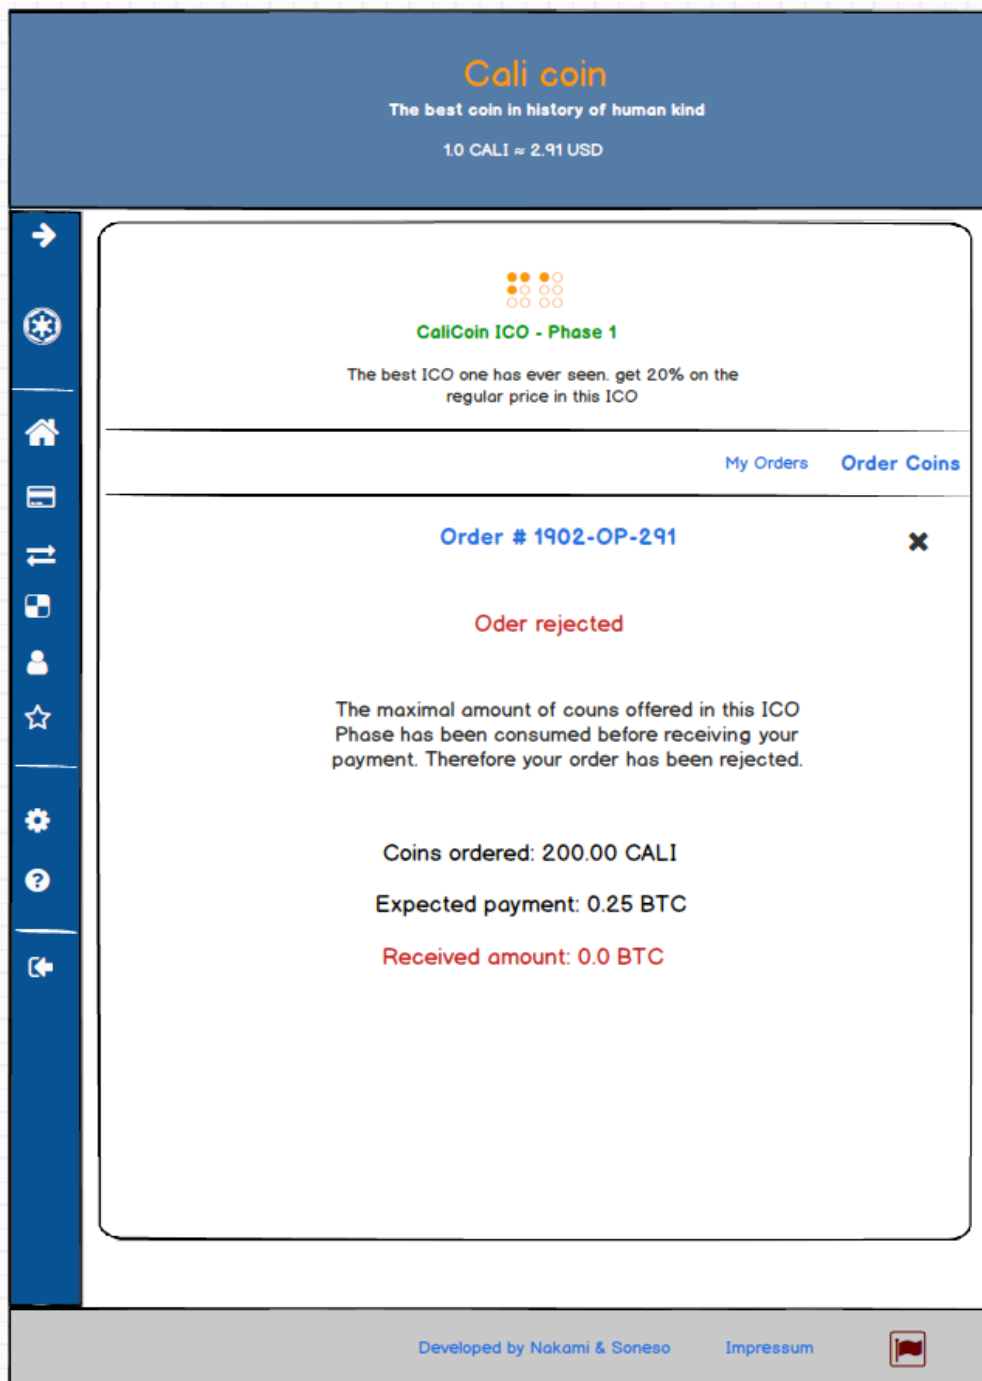 Cali coin
The best coin in history of human kind
1.0 CALI ≈ 2.91 USD
CaliCoin ICO - Phase 1
The best ICO one has ever seen. get 20% on the
regular price in this ICO
My Orders
Order Coins
Order # 1902-OP-291
Oder rejected
The maximal amount of couns offered in this ICO
Phase has been consumed before receiving your
payment. Therefore your order has been rejected.
Coins ordered: 200.00 CALI
Expected payment: 0.25 BTC
Received amount: 0.0 BTC
Developed by Nakami & Soneso
Impressum